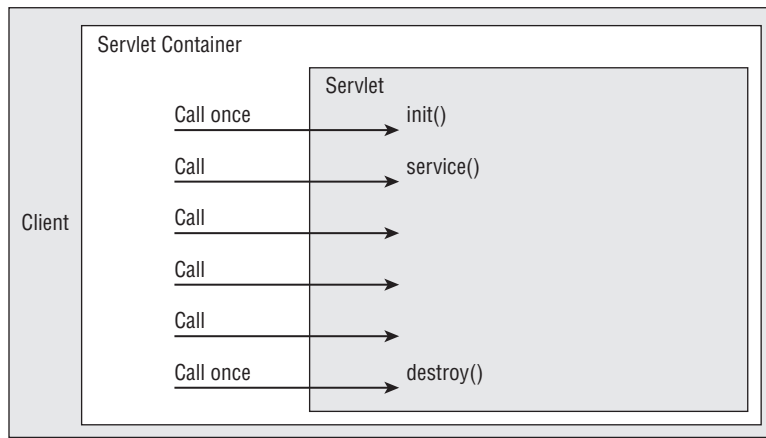 Servlet Container
Servlet
Call once
init()
Call
service()
Call
Client
Call
Call
Call once
destroy()